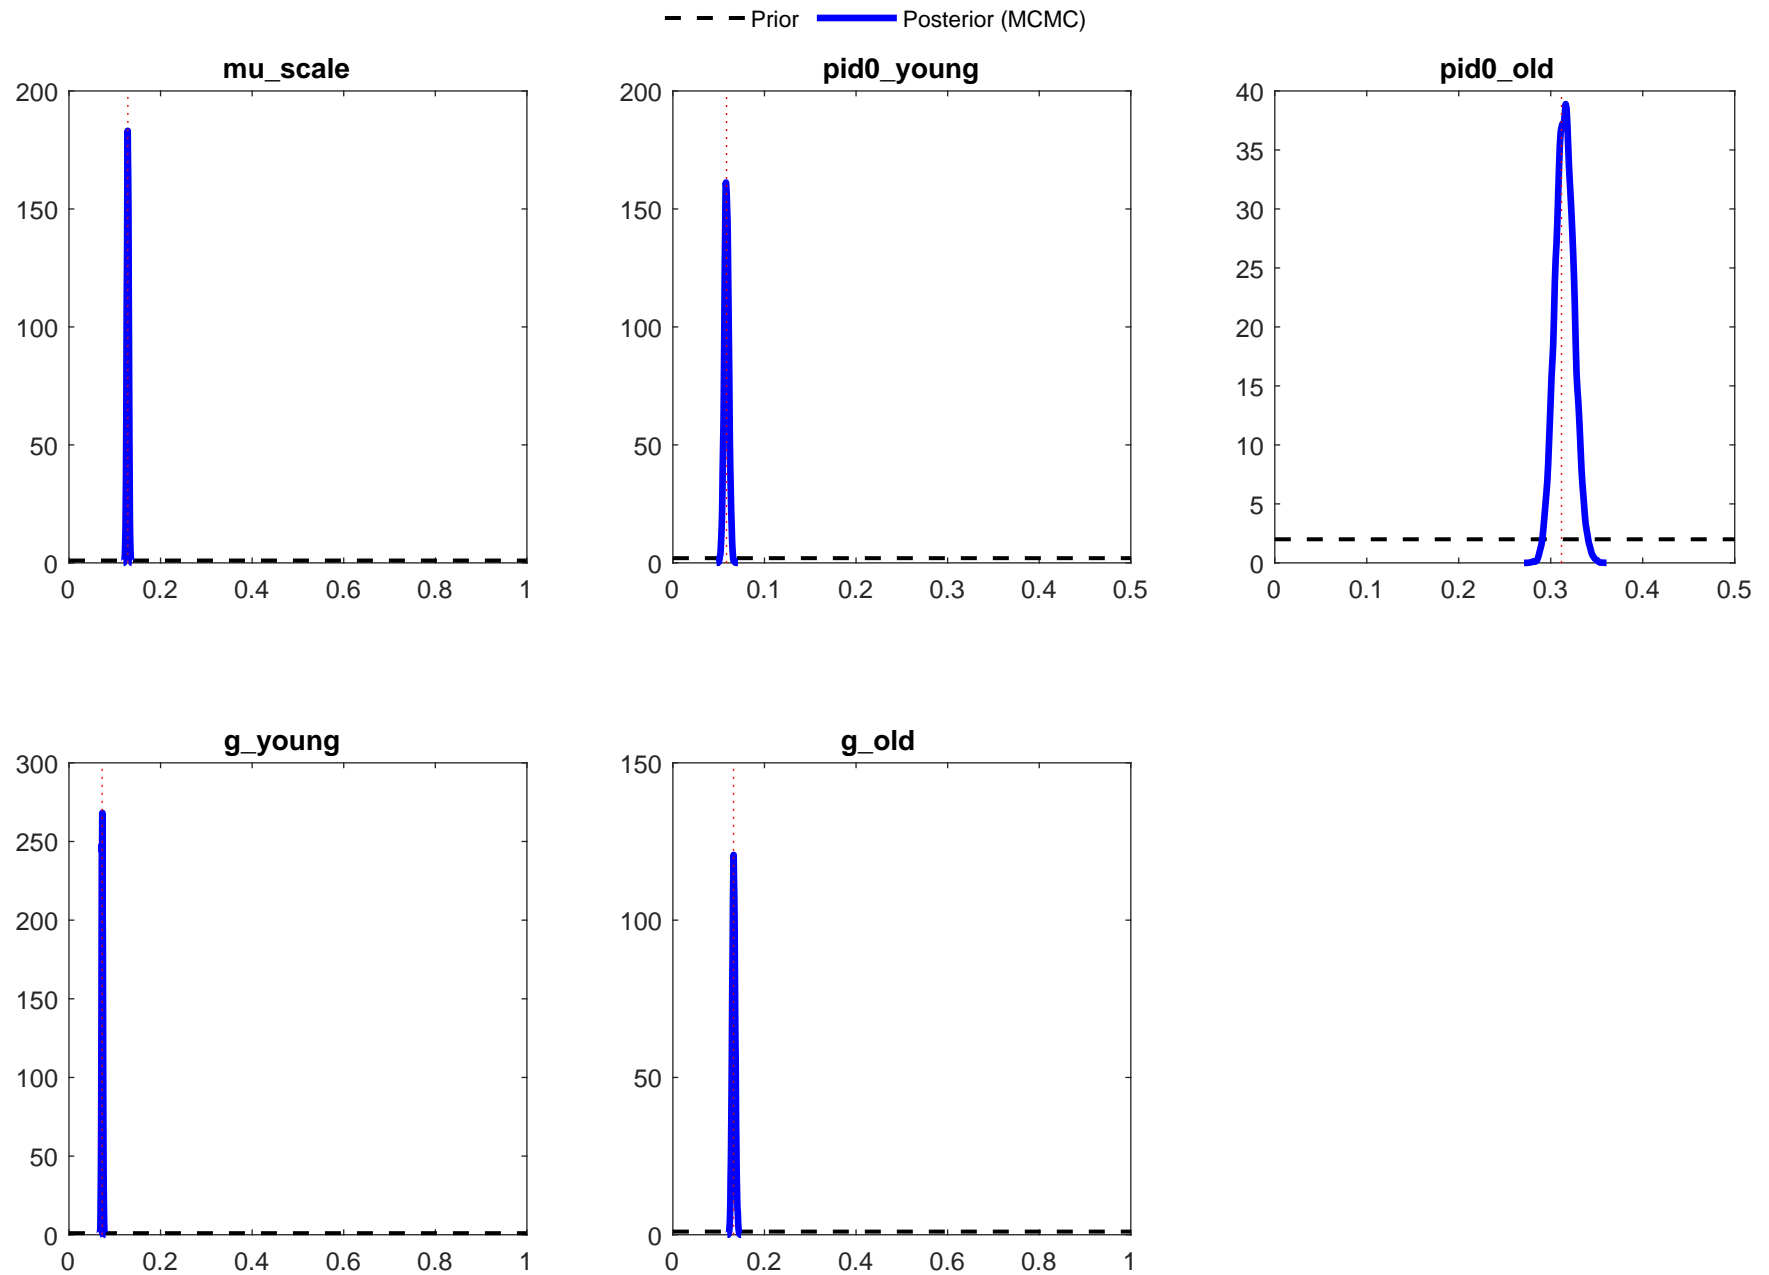 Prior Posterior (MCMC)
mu_scale pid0_young pid0_old
200 200 40
35
150 150 30
25
100 100 20
15
50 50 10
5
0 0 0
0 0.2 0.4 0.6 0.8 1 0 0.1 0.2 0.3 0.4 0.5 0 0.1 0.2 0.3 0.4 0.5
g_young g_old
300 150
250
200 100
150
100 50
50
0 0
0 0.2 0.4 0.6 0.8 1 0 0.2 0.4 0.6 0.8 1